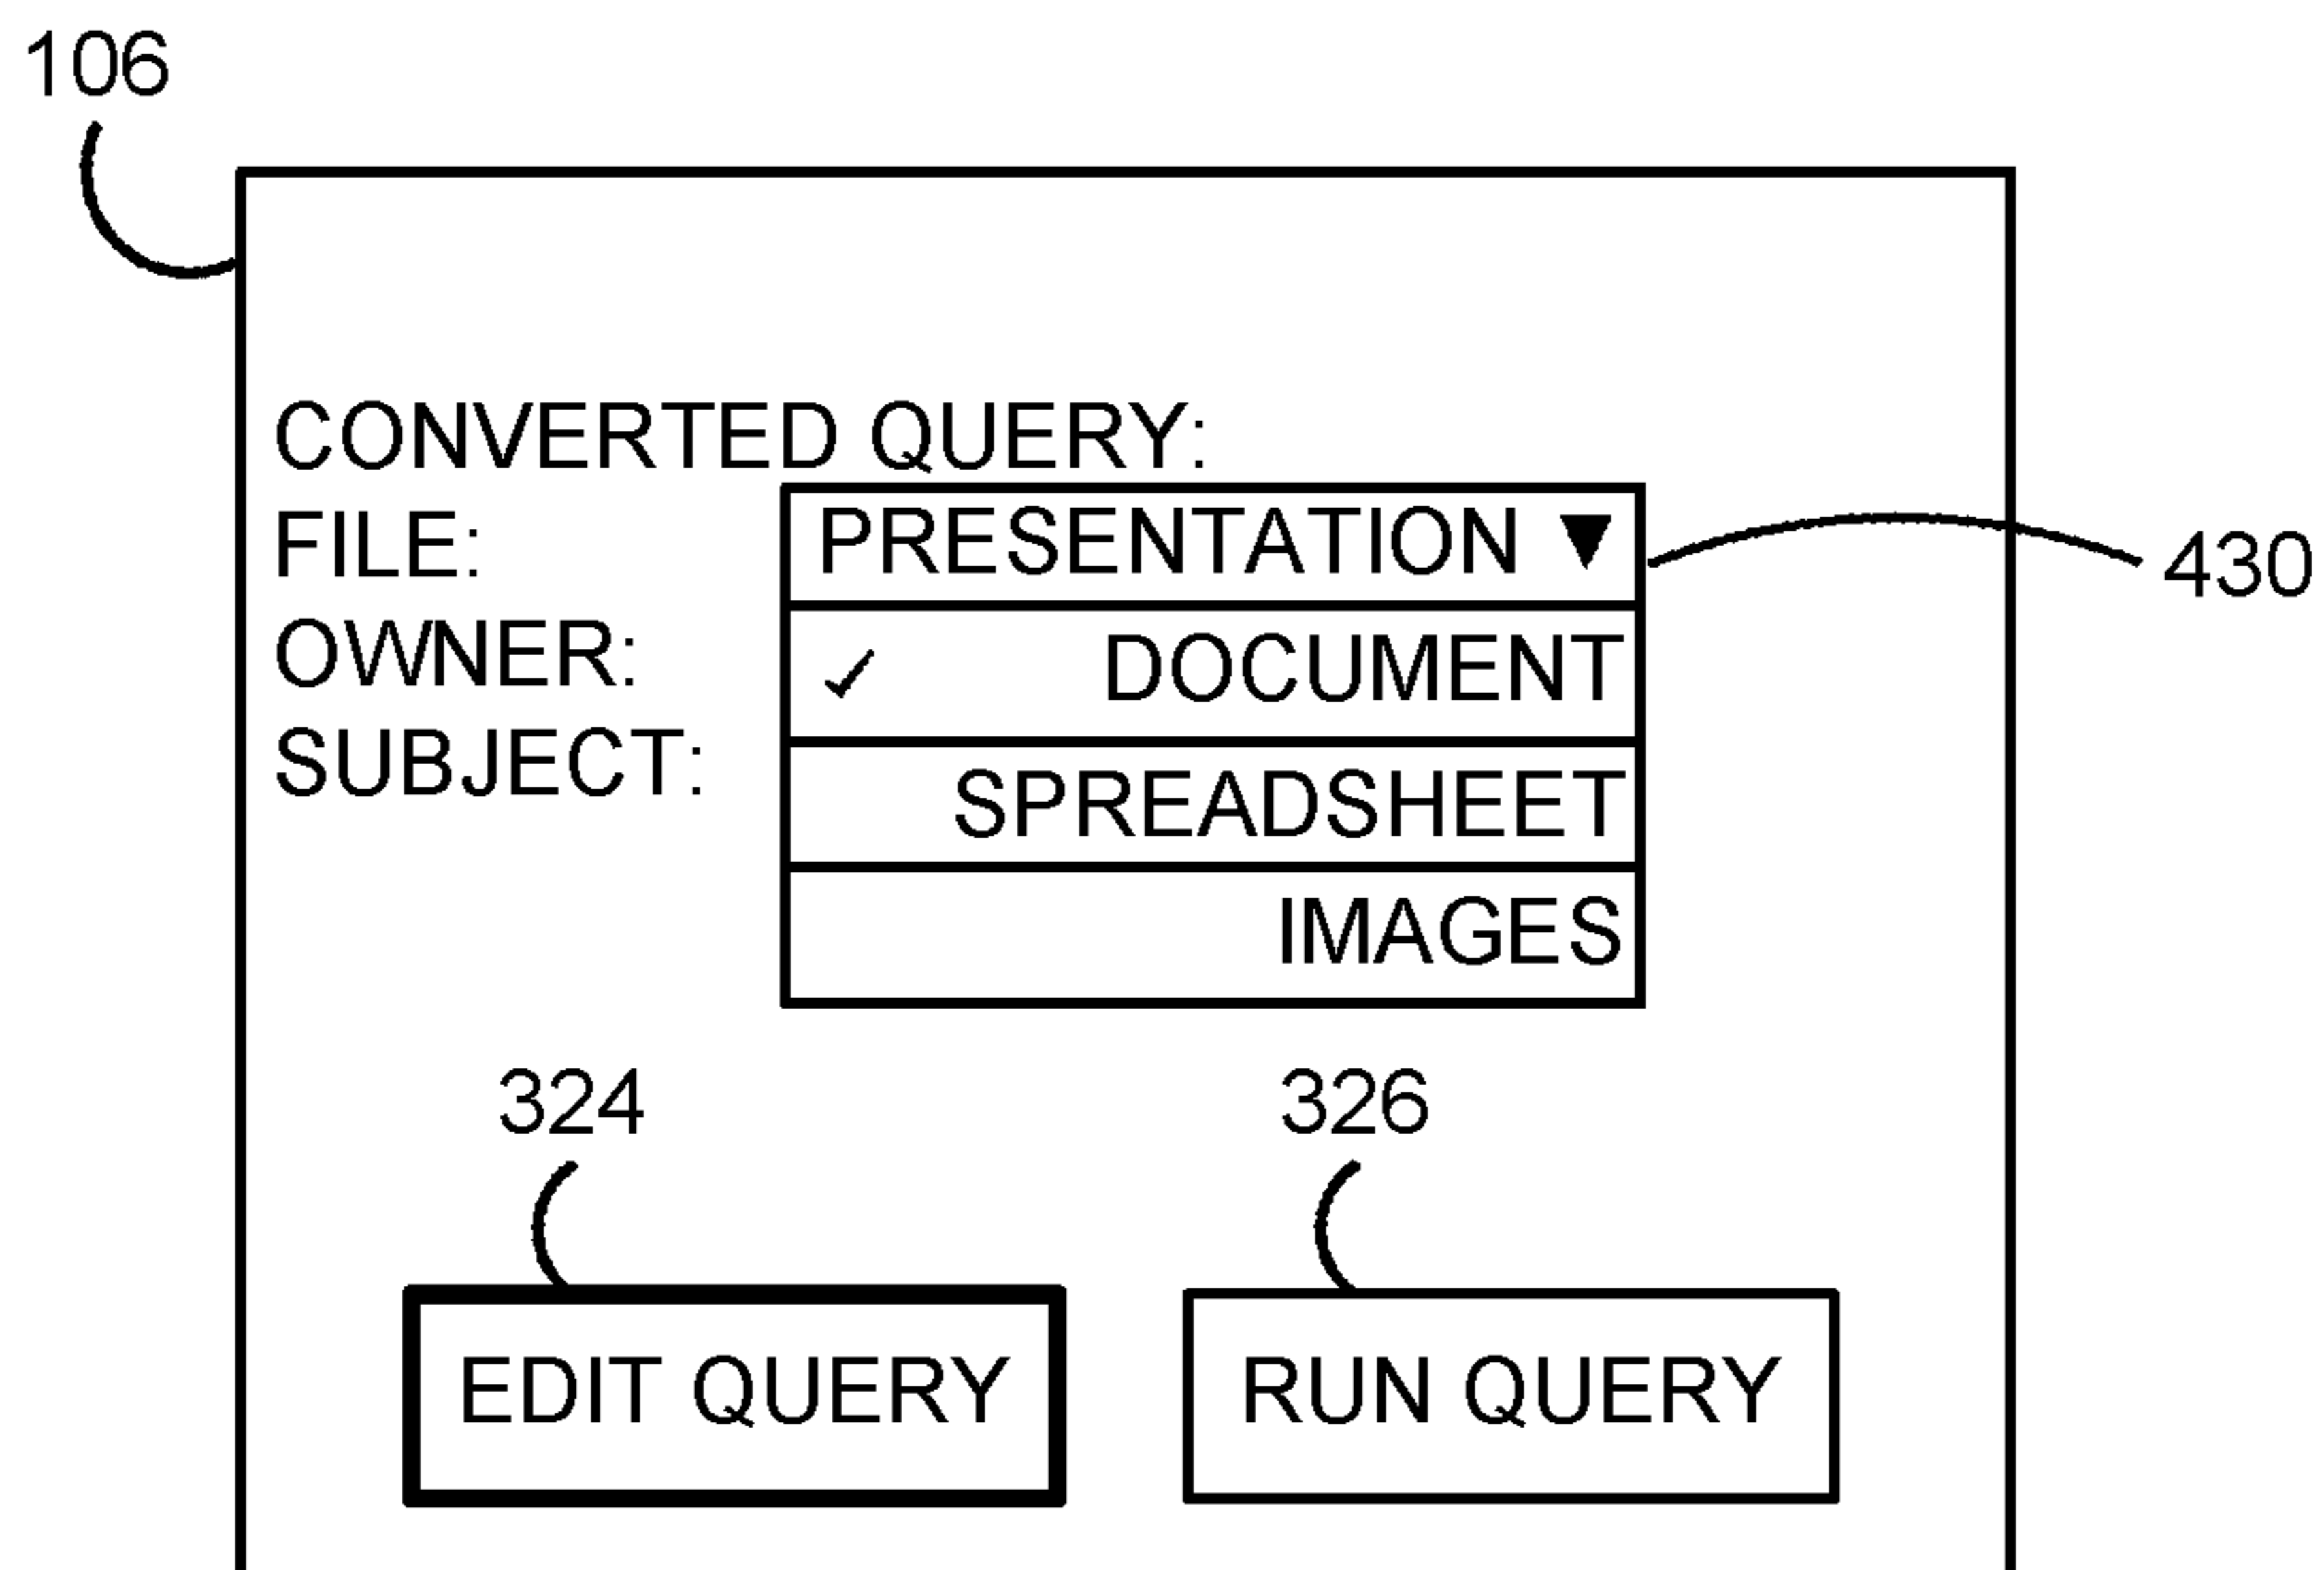 106
CONVERTED QUERY:
FILE: PRESENTATION ▼
430
OWNER: ✓ DOCUMENT
SUBJECT: SPREADSHEET
IMAGES
324 326
EDIT QUERY RUN QUERY